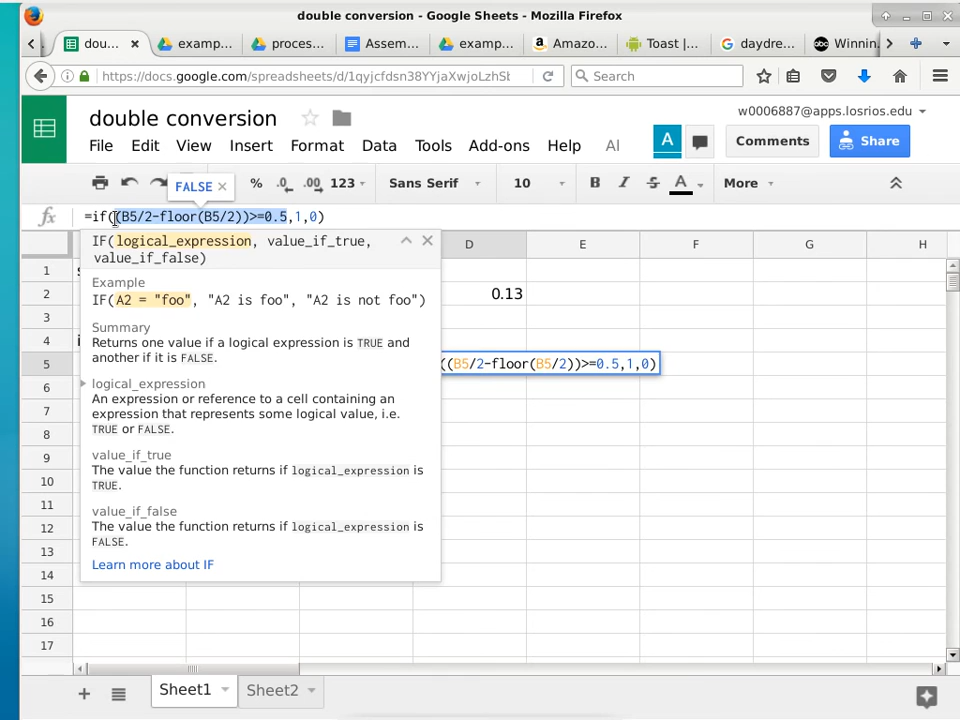 double conversion - Google Sheets - Mozilla Firefox
dou... × examp... proces... Assem... examp... Amazo... Toast |... daydre... abc Winnin.
https://docs.google.com/spreadsheets/d/1qyjcfdsn38YYjaXwjoLzhSb Search
double conversion
w0006887@apps.losrios.edu
File Edit View Insert Format Data Tools Add-ons Help Al
A Comments Share
FALSE × % .0 .00 123 Sans Serif 10 B I S A More
fx =if((B5/2-floor(B5/2))>=0.5,1,0)
IF(logical_expression, value_if_true,
value_if_false)
Example
IF(A2 = "foo", "A2 is foo", "A2 is not foo")
Summary
Returns one value if a logical expression is TRUE and
another if it is FALSE.
logical_expression
An expression or reference to a cell containing an
expression that represents some logical value, i.e.
TRUE or FALSE.
value_if_true
The value the function returns if logical_expression is
TRUE.
value_if_false
The value the function returns if logical_expression is
FALSE.
Learn more about IF
D E F G H
1
2 0.13
3
4
5 ((B5/2-floor(B5/2))>=0.5,1,0)
6
7
8
9
10
11
12
13
14
15
16
17
+ Sheet1 Sheet2